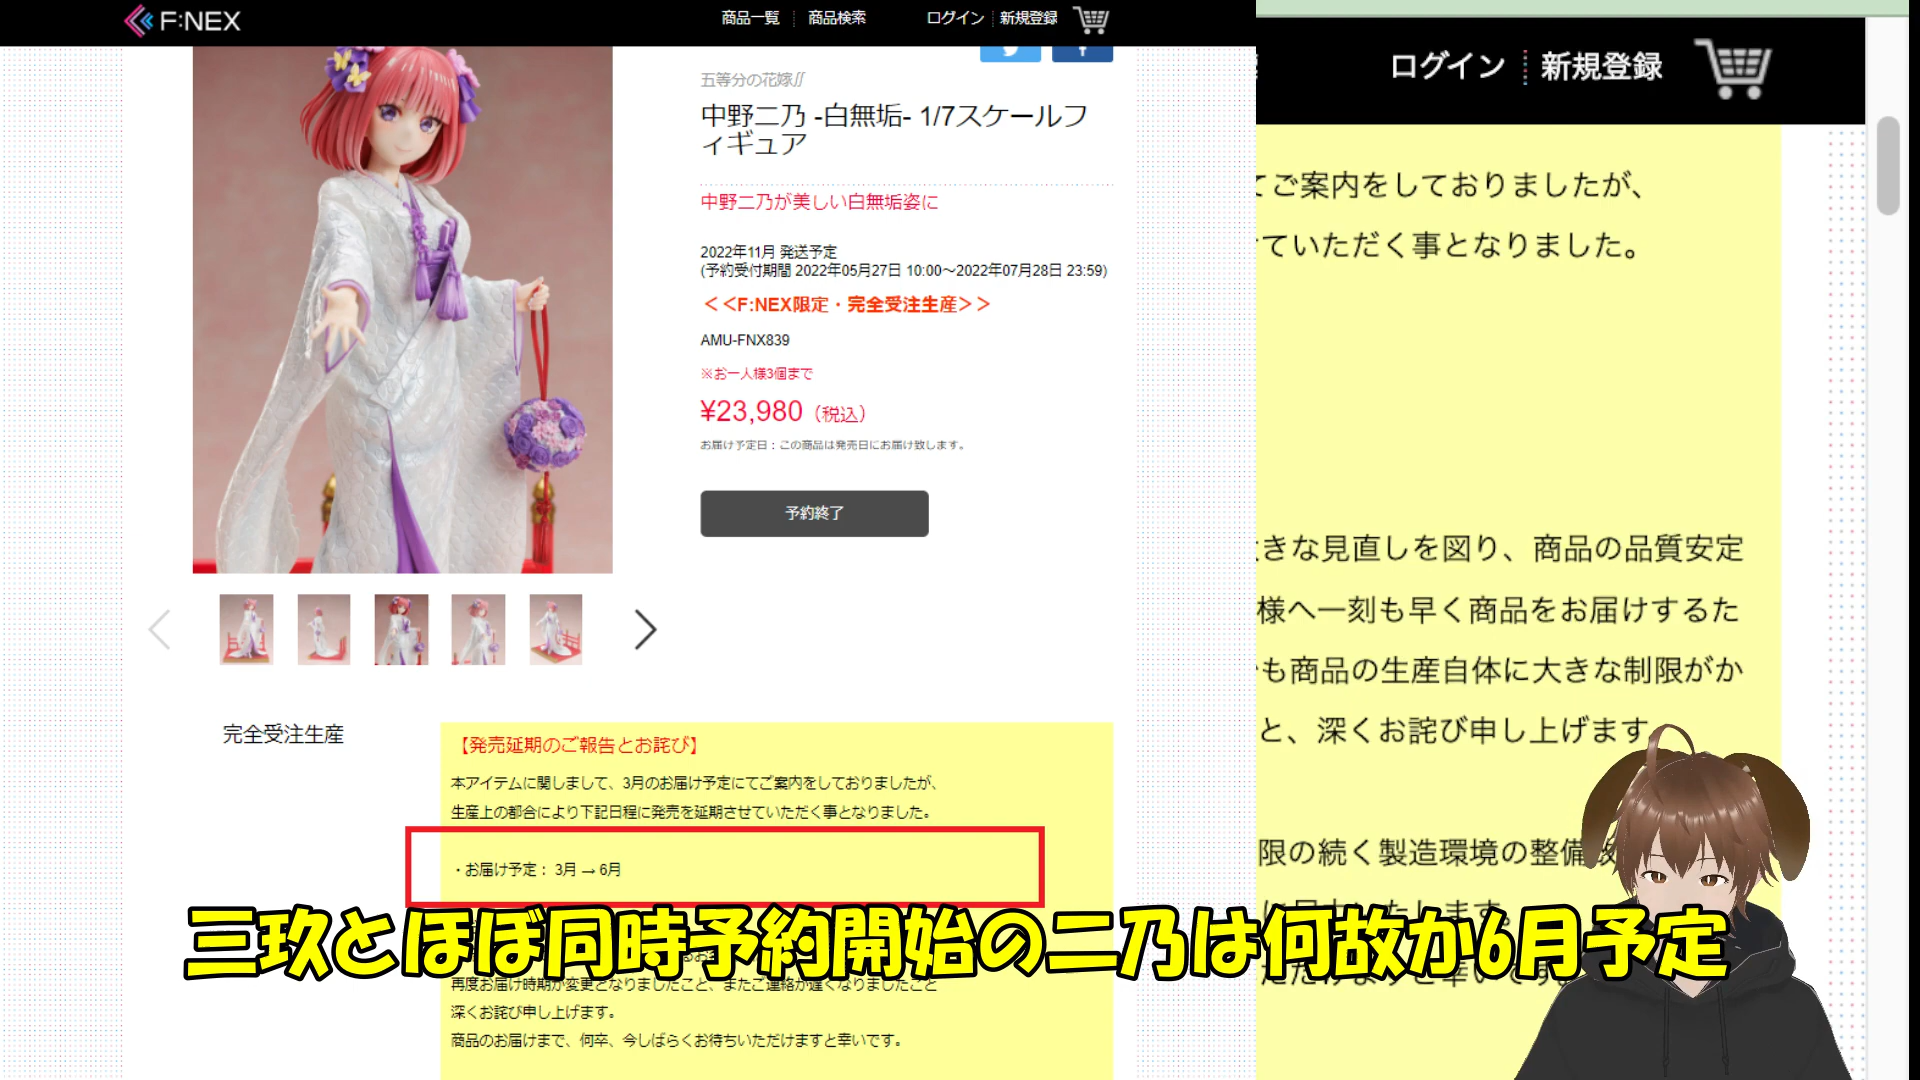 F:NEX
商品一覧
商品検索
ログイン
新規登録
五等分の花嫁∬
中野二乃 -白無垢- 1/7スケールフ
ィギュア
中野二乃が美しい白無垢姿に
2022年11月 発送予定
(予約受付期間 2022年05月27日 10:00～2022年07月28日 23:59)
＜＜F:NEX限定・完全受注生産＞＞
AMU-FNX839
※お一人様3個まで
¥23,980（税込）
お届け予定日：この商品は発売日にお届け致します。
予約終了
完全受注生産
【発売延期のご報告とお詫び】
本アイテムに関しまして、3月のお届け予定にてご案内をしておりましたが、
生産上の都合により下記日程に発売を延期させていただく事となりました。
・お届け予定： 3月 → 6月
再度お届け時期が変更となりましたこと、またご連絡が遅くなりましたこと
深くお詫び申し上げます。
商品のお届けまで、何卒、今しばらくお待ちいただけますと幸いです。
ログイン
新規登録
てご案内をしておりましたが、
ていただく事となりました。
きな見直しを図り、商品の品質安定
様へ一刻も早く商品をお届けするた
も商品の生産自体に大きな制限がか
と、深くお詫び申し上げます
限の続く製造環境の整備
三玖とほぼ同時予約開始の二乃は何故か6月予定